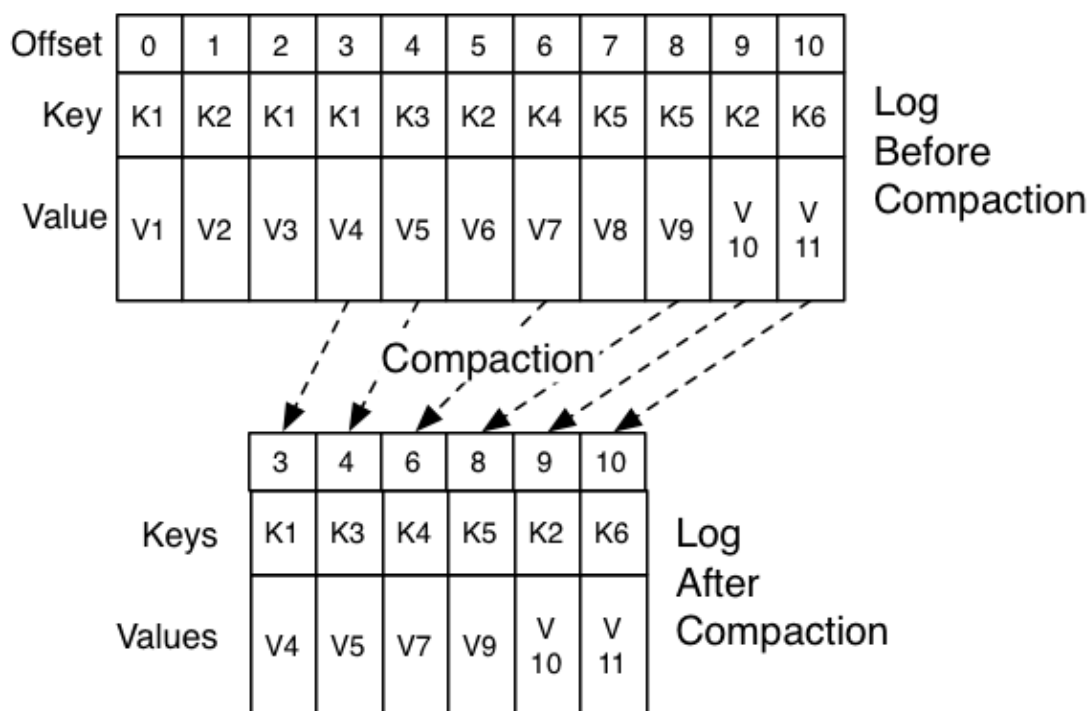 Offset 0 1 2 3 4 5 6 7 8 9 10
Key K1 K2 K1 K1 K3 K2 K4 K5 K5 K2 K6
Value V1 V2 V3 V4 V5 V6 V7 V8 V9 V 10 V 11
Log
Before
Compaction
Compaction
3 4 6 8 9 10
Keys K1 K3 K4 K5 K2 K6
Values V4 V5 V7 V9 V 10 V 11
Log
After
Compaction